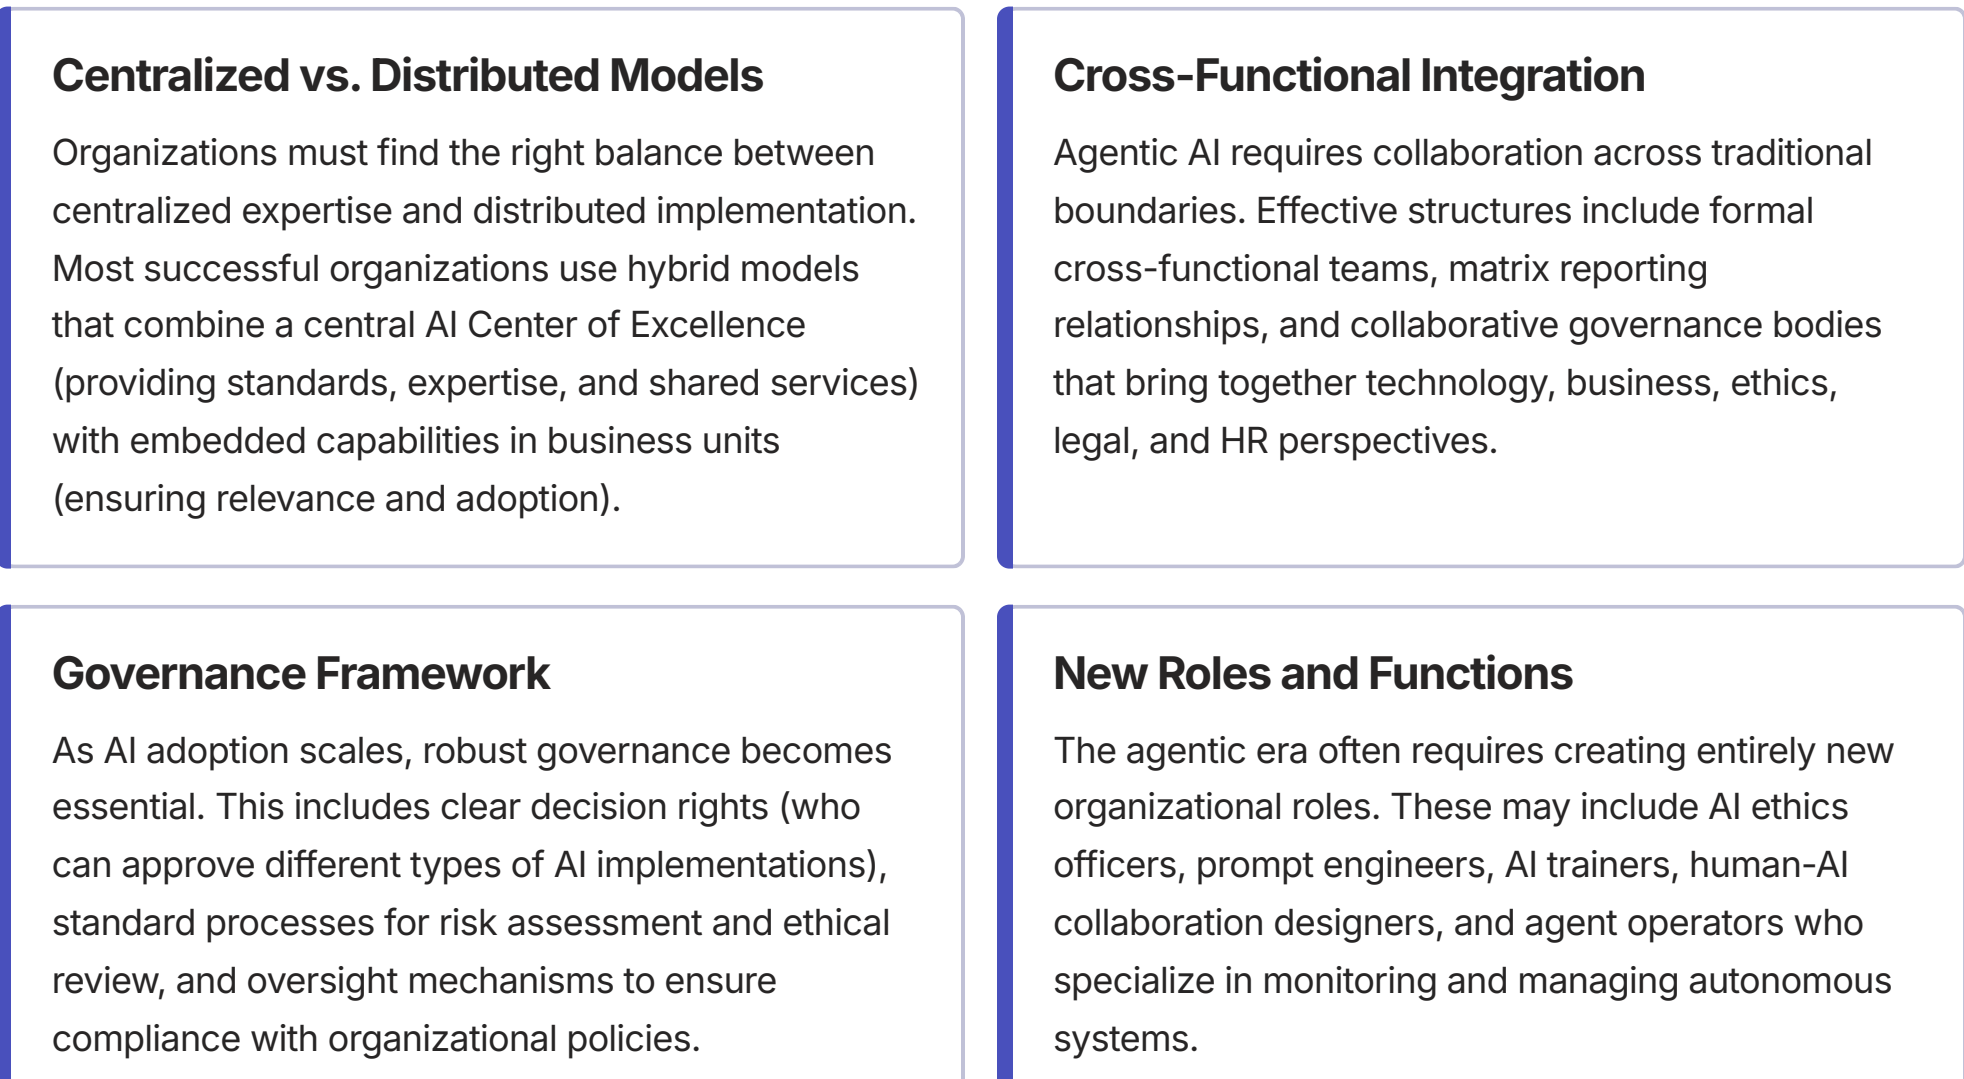 Centralized vs. Distributed Models
Organizations must find the right balance between
centralized expertise and distributed implementation.
Most successful organizations use hybrid models
that combine a central AI Center of Excellence
(providing standards, expertise, and shared services)
with embedded capabilities in business units
(ensuring relevance and adoption).
Cross-Functional Integration
Agentic AI requires collaboration across traditional
boundaries. Effective structures include formal
cross-functional teams, matrix reporting
relationships, and collaborative governance bodies
that bring together technology, business, ethics,
legal, and HR perspectives.
Governance Framework
As AI adoption scales, robust governance becomes
essential. This includes clear decision rights (who
can approve different types of AI implementations),
standard processes for risk assessment and ethical
review, and oversight mechanisms to ensure
compliance with organizational policies.
New Roles and Functions
The agentic era often requires creating entirely new
organizational roles. These may include AI ethics
officers, prompt engineers, AI trainers, human-AI
collaboration designers, and agent operators who
specialize in monitoring and managing autonomous
systems.